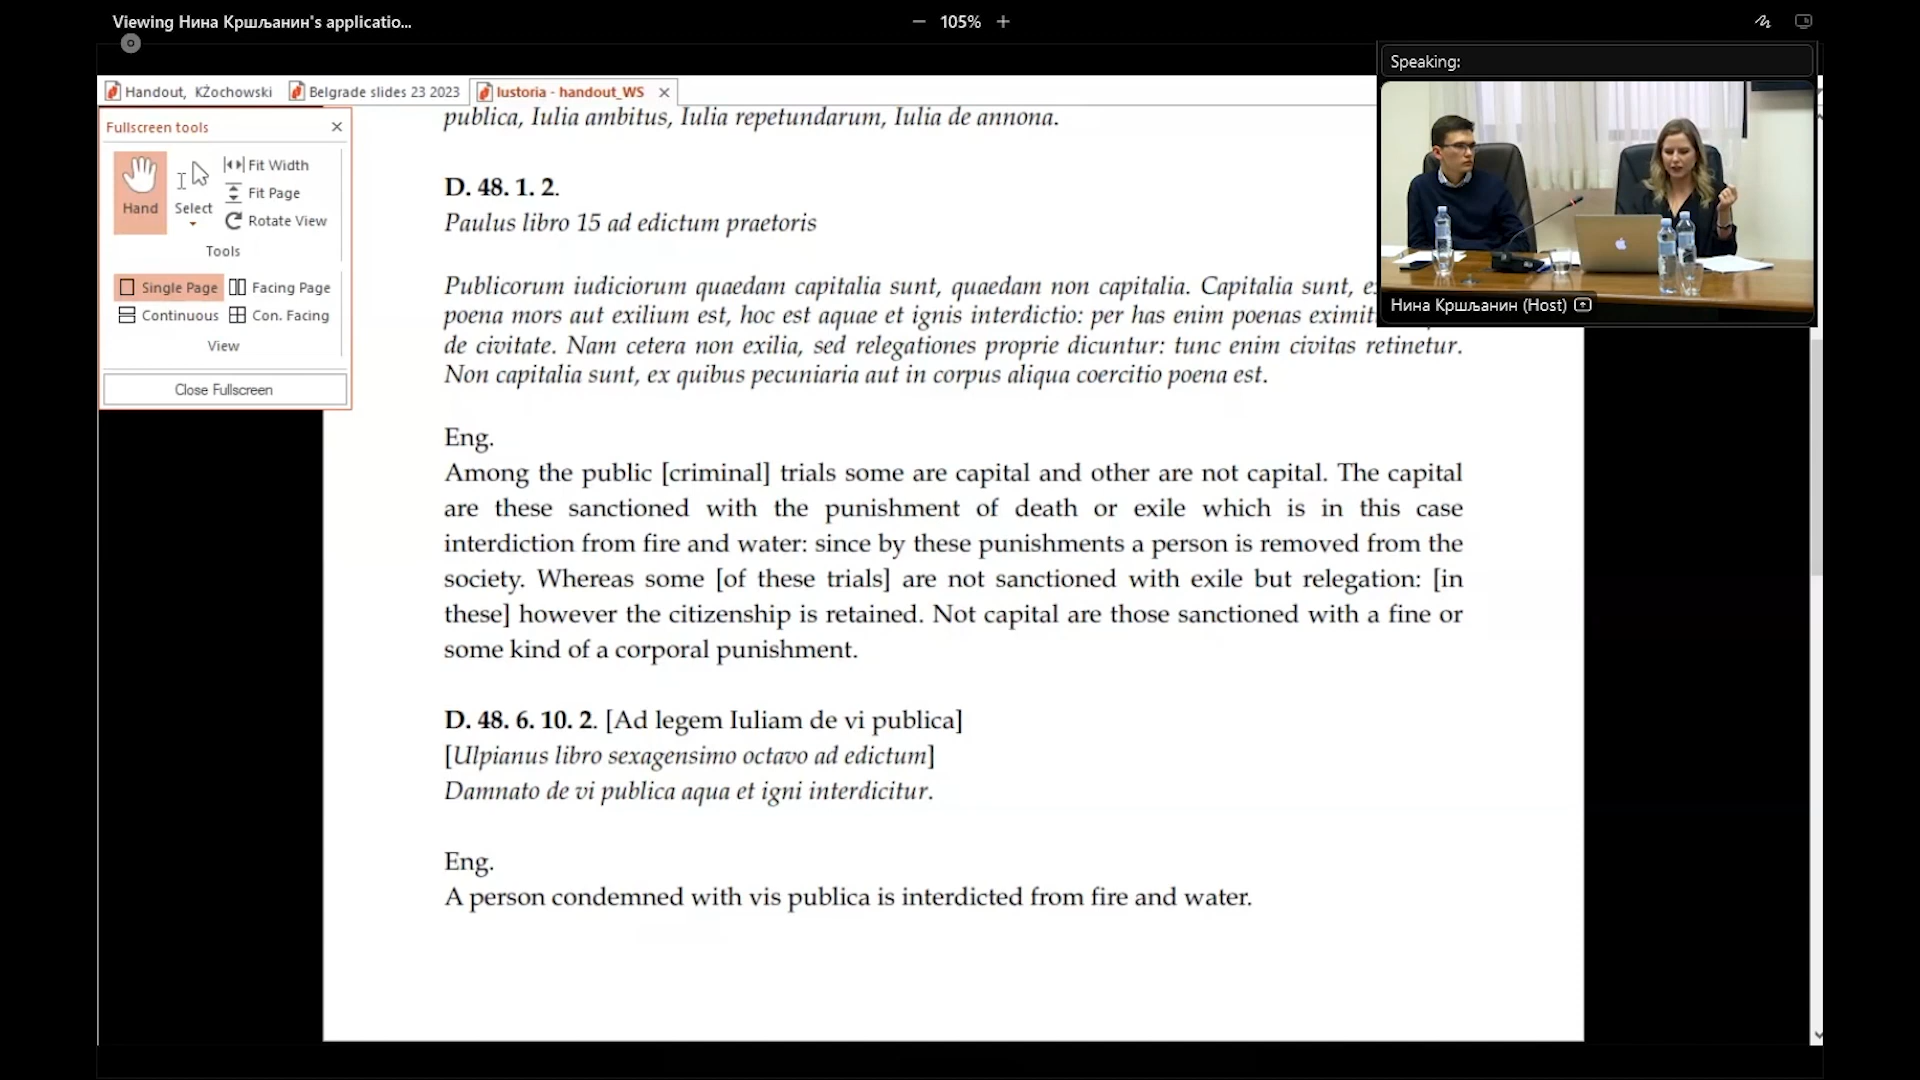 Viewing Нина Кршљанин's applicatio...
105%
Speaking:
Handout, KŻochowski
Belgrade slides 23 2023
Iustoria - handout_WS
Fullscreen tools
Hand
Select
Fit Width
Fit Page
Rotate View
Tools
Single Page
Facing Page
Continuous
Con. Facing
View
Close Fullscreen
Нина Кршљанин (Host)
publica, Iulia ambitus, Iulia repetundarum, Iulia de annona.
D. 48. 1. 2.
Paulus libro 15 ad edictum praetoris
Publicorum iudiciorum quaedam capitalia sunt, quaedam non capitalia. Capitalia sunt,
poena mors aut exilium est, hoc est aquae et ignis interdictio: per has enim poenas
de civitate. Nam cetera non exilia, sed relegationes proprie dicuntur: tunc enim civitas retinetur.
Non capitalia sunt, ex quibus pecuniaria aut in corpus aliqua coercitio poena est.
Eng.
Among the public [criminal] trials some are capital and other are not capital. The capital
are these sanctioned with the punishment of death or exile which is in this case
interdiction from fire and water: since by these punishments a person is removed from the
society. Whereas some [of these trials] are not sanctioned with exile but relegation: [in
these] however the citizenship is retained. Not capital are those sanctioned with a fine or
some kind of a corporal punishment.
D. 48. 6. 10. 2. [Ad legem Iuliam de vi publica]
[Ulpianus libro sexagensimo octavo ad edictum]
Damnato de vi publica aqua et igni interdicitur.
Eng.
A person condemned with vis publica is interdicted from fire and water.